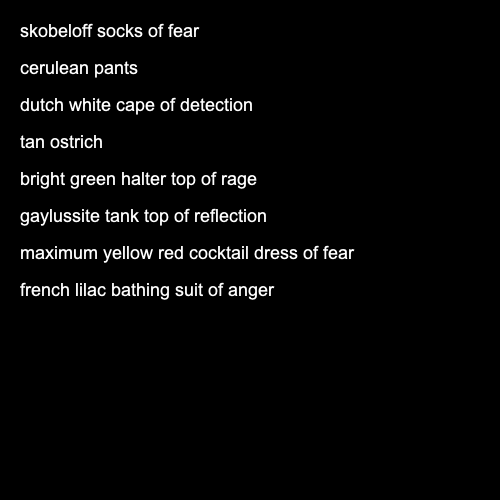 skobeloff socks of fear
cerulean pants
dutch white cape of detection
tan ostrich
bright green halter top of rage
gaylussite tank top of reflection
maximum yellow red cocktail dress of fear
french lilac bathing suit of anger